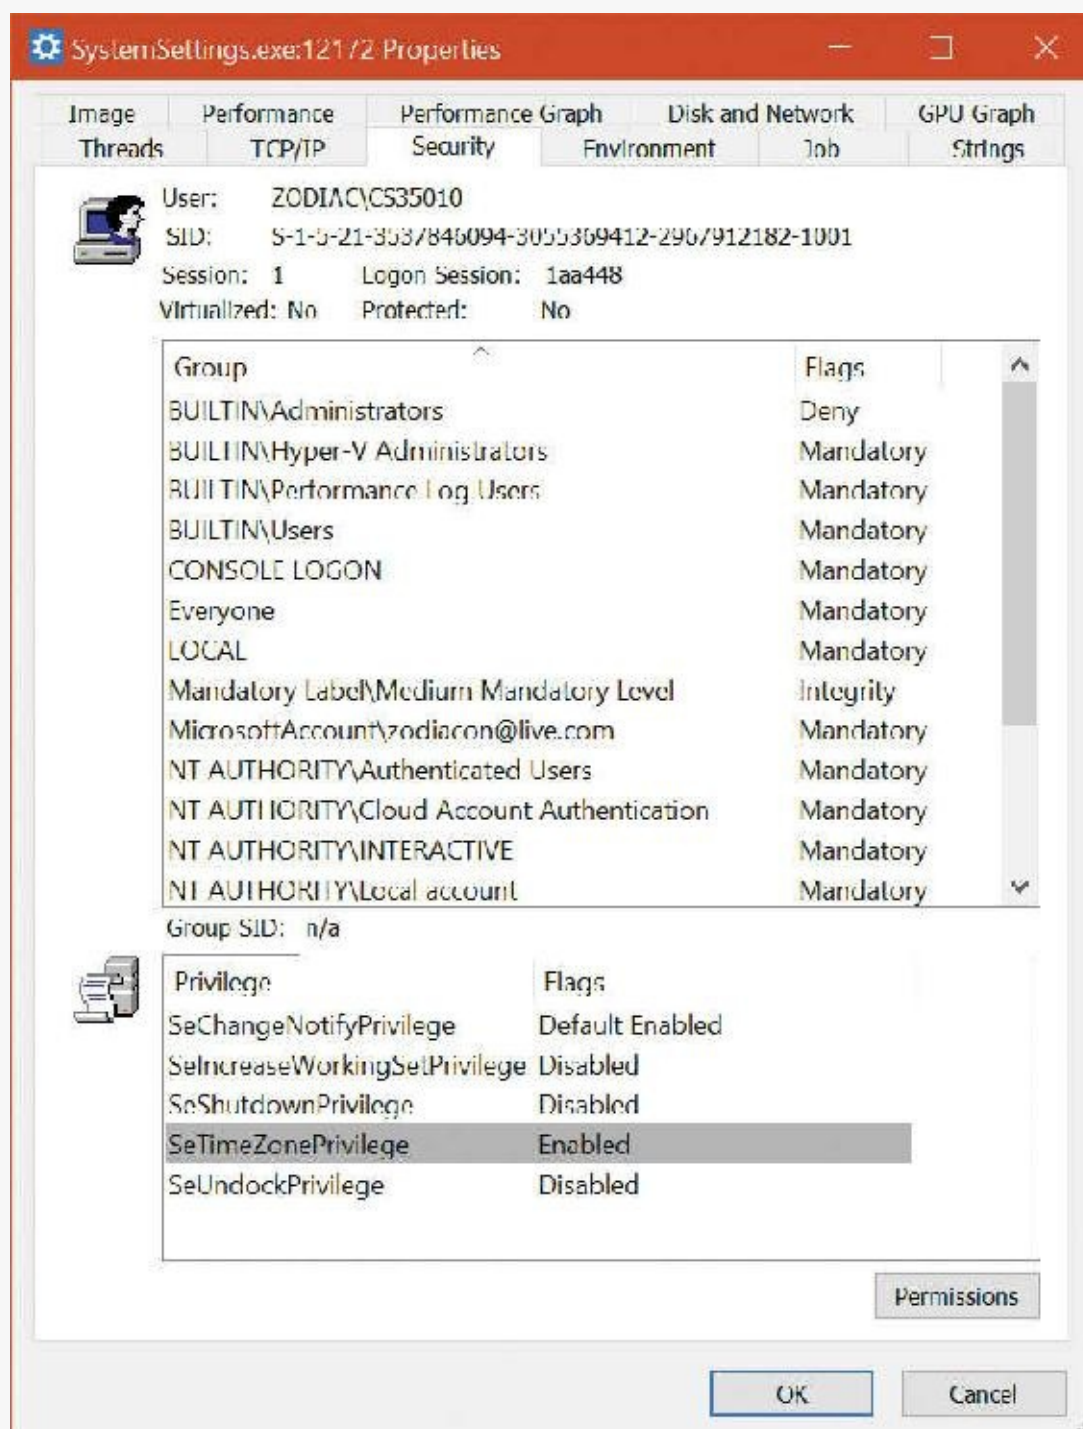 SystemSettings.exe:12172 Properties
Image Performance Performance Graph Disk and Network GPU Graph
Threads TCP/IP Security Environment Job Strings
User: ZODIAC\CS35010
SID: S-1-5-21-3537846094-3055369412-2967912182-1001
Session: 1 Logon Session: 1aa448
Virtualized: No Protected: No
Group Flags
BUILTIN\Administrators Deny
BUILTIN\Hyper-V Administrators Mandatory
BUILTIN\Performance Log Users Mandatory
BUILTIN\Users Mandatory
CONSOLE LOGON Mandatory
Everyone Mandatory
LOCAL Mandatory
Mandatory Label\Medium Mandatory Level Integrity
MicrosoftAccount\zodiacon@live.com Mandatory
NT AUTHORITY\Authenticated Users Mandatory
NT AUTHORITY\Cloud Account Authentication Mandatory
NT AUTHORITY\INTERACTIVE Mandatory
NT AUTHORITY\Local account Mandatory
Group SID: n/a
Privilege Flags
SeChangeNotifyPrivilege Default Enabled
SeIncreaseWorkingSetPrivilege Disabled
SeShutdownPrivilege Disabled
SeTimeZonePrivilege Enabled
SeUndockPrivilege Disabled
Permissions
OK Cancel